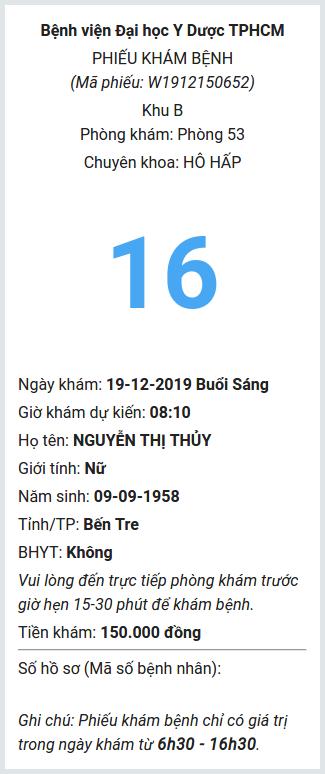 Bệnh viện Đại học Y Dược TPHCM
PHIẾU KHÁM BỆNH
(Mã phiếu: W1912150652)
Khu B
Phòng khám: Phòng 53
Chuyên khoa: HÔ HẤP
16
Ngày khám: 19-12-2019 Buổi Sáng
Giờ khám dự kiến: 08:10
Họ tên: NGUYỄN THỊ THỦY
Giới tính: Nữ
Năm sinh: 09-09-1958
Tỉnh/TP: Bến Tre
BHYT: Không
Vui lòng đến trực tiếp phòng khám trước
giờ hẹn 15-30 phút để khám bệnh.
Tiền khám: 150.000 đồng
Số hồ sơ (Mã số bệnh nhân):
Ghi chú: Phiếu khám bệnh chỉ có giá trị
trong ngày khám từ 6h30 - 16h30.